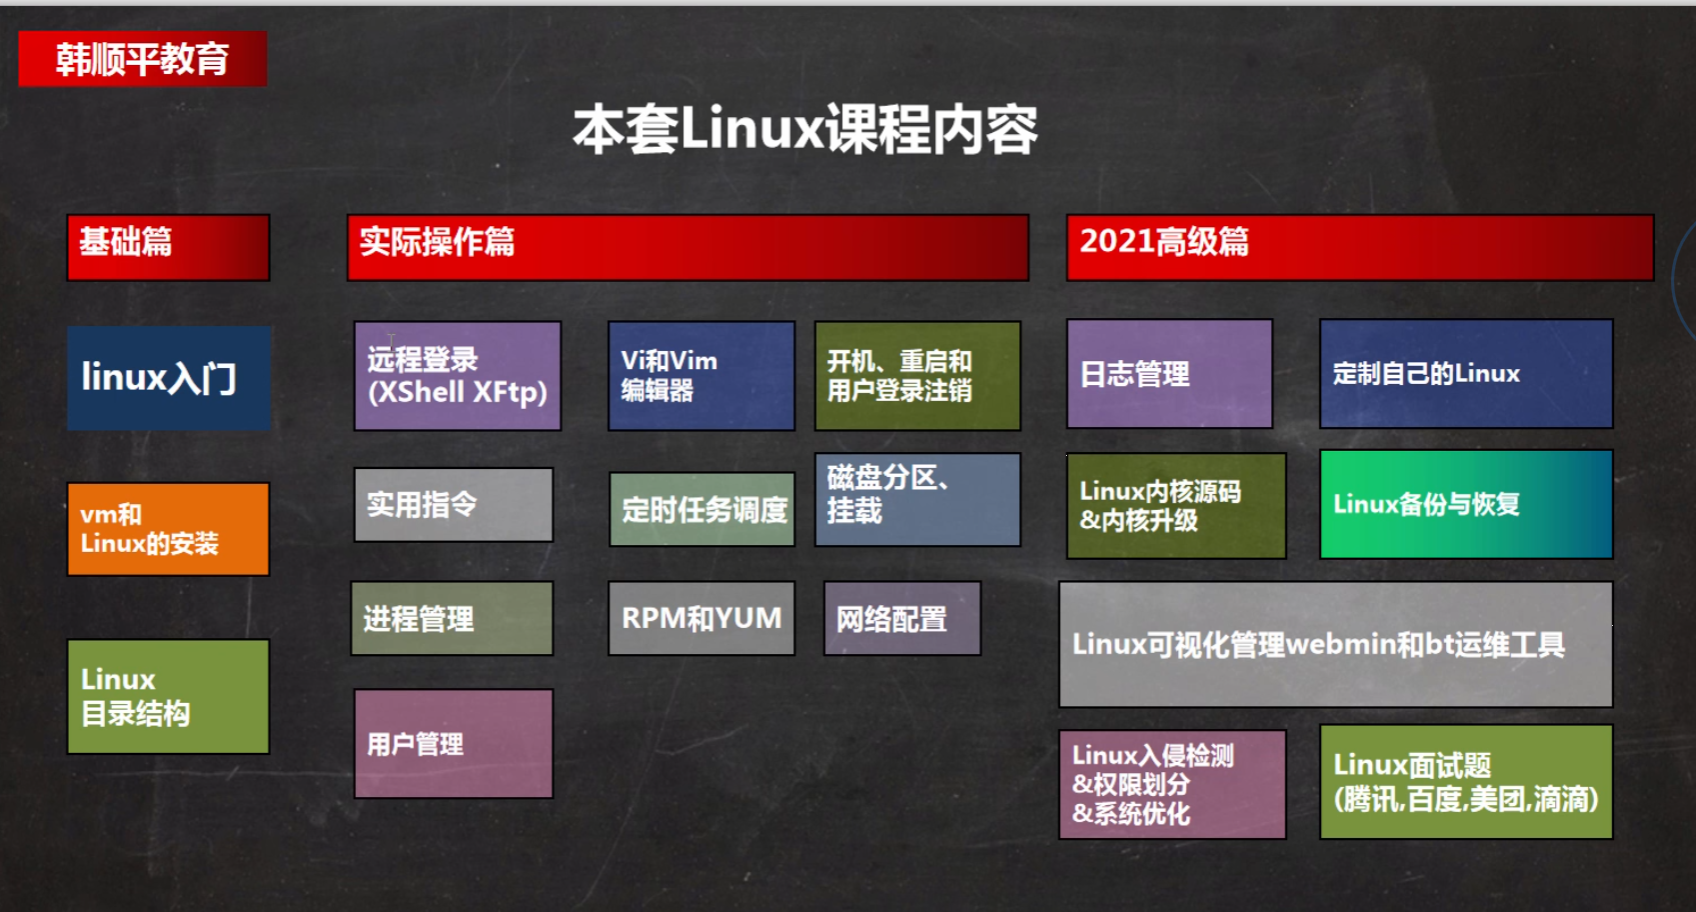 韩顺平教育
本套Linux课程内容
基础篇
linux入门
vm和
Linux的安装
Linux
目录结构
实际操作篇
远程登录
(XShell XFtp)
Vi和Vim
编辑器
开机、重启和
用户登录注销
实用指令
定时任务调度
磁盘分区、
挂载
进程管理
RPM和YUM
网络配置
用户管理
2021高级篇
日志管理
定制自己的Linux
Linux内核源码
&内核升级
Linux备份与恢复
Linux可视化管理webmin和bt运维工具
Linux入侵检测
&权限划分
&系统优化
Linux面试题
(腾讯,百度,美团,滴滴)